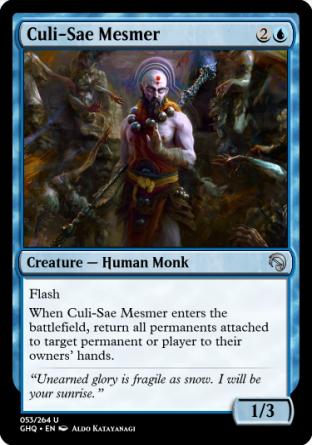 Culi-Sae Mesmer 2
Creature — Human Monk
Flash
When Culi-Sae Mesmer enters the
battlefield, return all permanents attached
to target permanent or player to their
owners' hands.
“Unearned glory is fragile as snow. I will be
your sunrise.”
1/3
053/264 U
GHQ • EN Aldo Katayanagi